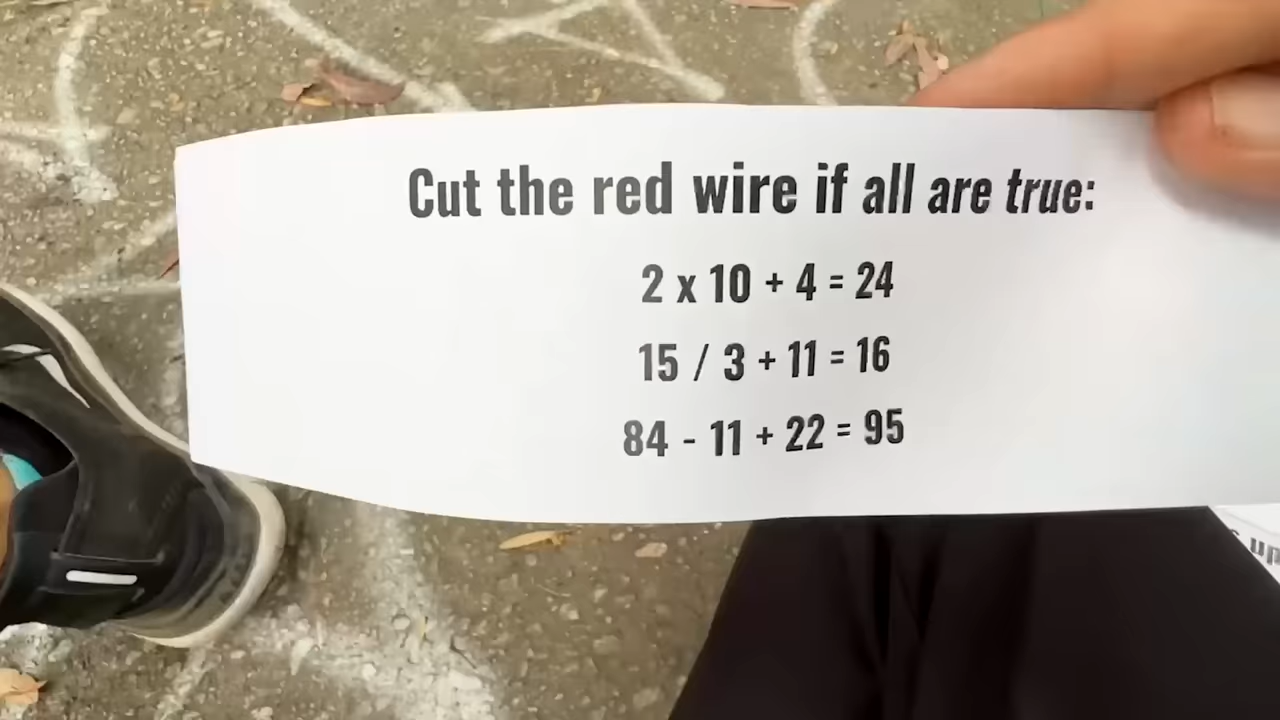 Cut the red wire if all are true:
2 x 10 + 4 = 24
15 / 3 + 11 = 16
84 - 11 + 22 = 95